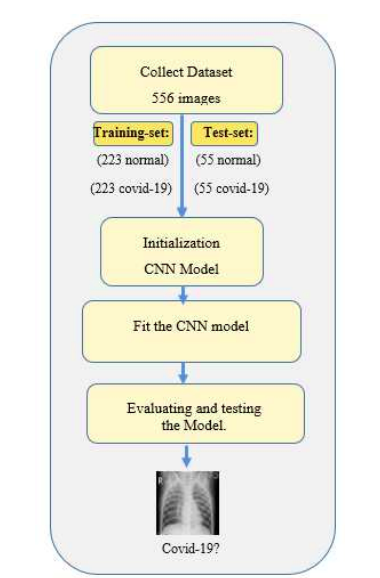 Collect Dataset
556 images
Training-set:
(223 normal)
(223 covid-19)
Test-set:
(55 normal)
(55 covid-19)
Initialization
CNN Model
Fit the CNN model
Evaluating and testing
the Model.
R
Covid-19?